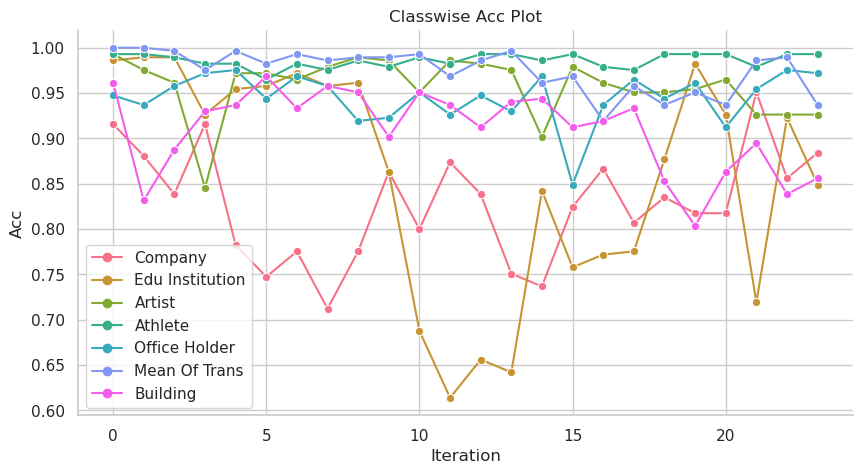 Classwise Acc Plot
Acc
1.00
0.95
0.90
0.85
0.80
0.75
0.70
0.65
0.60
Company
Edu Institution
Artist
Athlete
Office Holder
Mean Of Trans
Building
0 5 10 15 20
Iteration